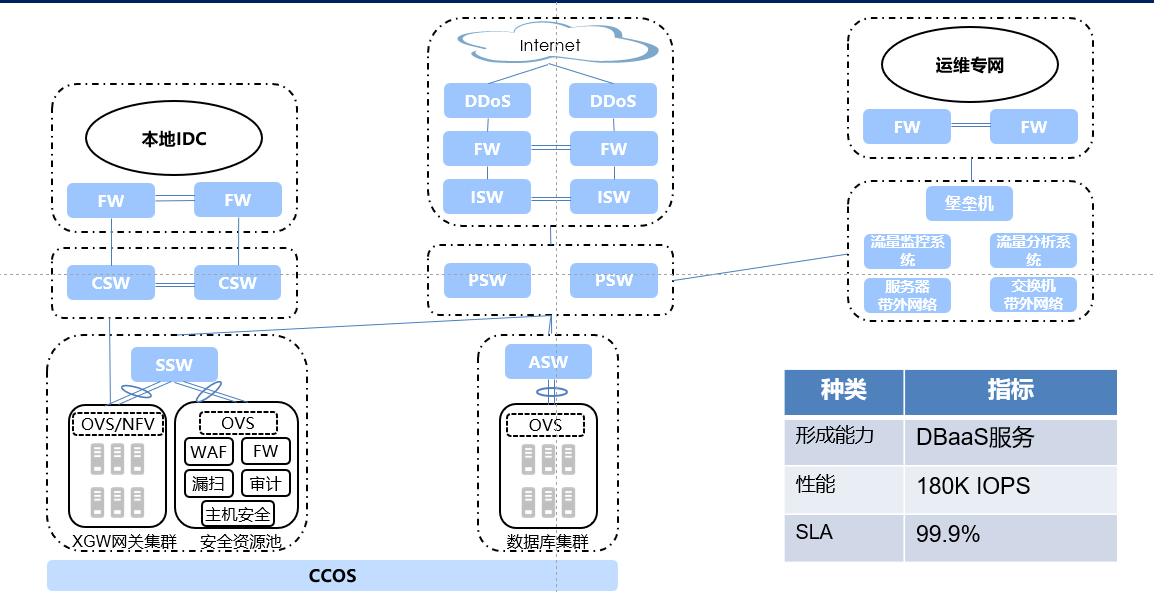 Internet
DDoS
DDoS
FW
FW
ISW
ISW
本地IDC
FW
FW
CSW
CSW
PSW
PSW
运维专网
FW
FW
堡垒机
流量监控系
统
流量分析系
统
服务器
带外网络
交换机
带外网络
SSW
OVS/NFV
OVS
WAF
FW
漏扫
审计
主机安全
XGW网关集群
安全资源池
ASW
OVS
数据库集群
CCOS
种类
指标
形成能力
DBaaS服务
性能
180K IOPS
SLA
99.9%